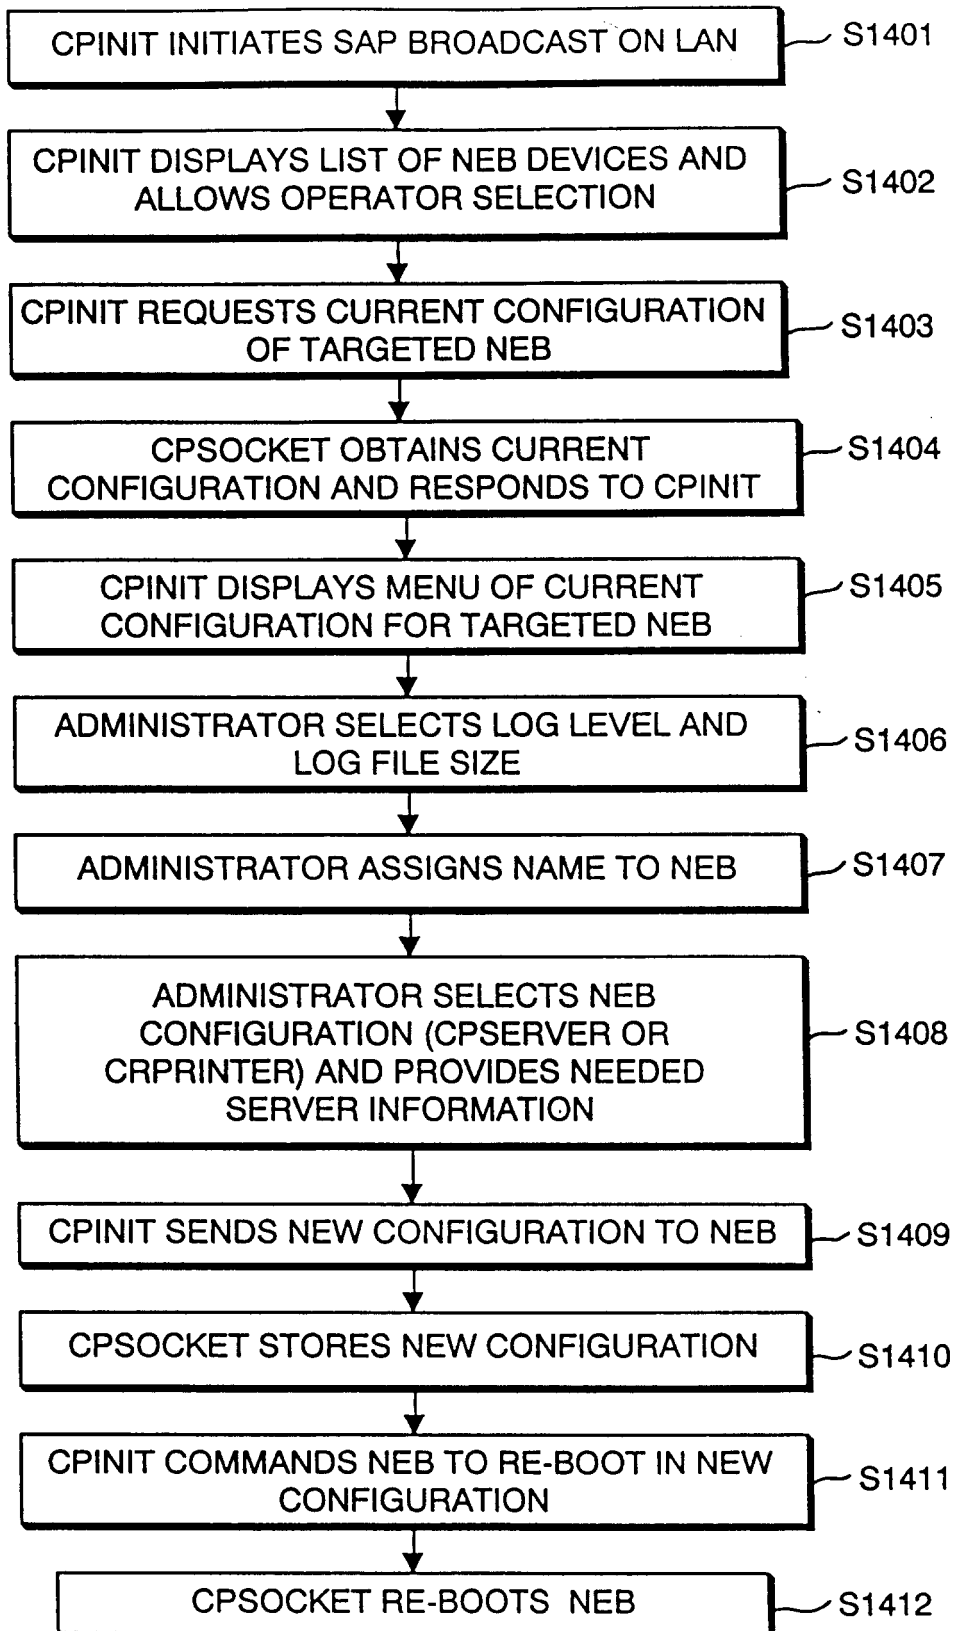 CPINIT INITIATES SAP BROADCAST ON LAN
S1401
CPINIT DISPLAYS LIST OF NEB DEVICES AND
ALLOWS OPERATOR SELECTION
S1402
CPINIT REQUESTS CURRENT CONFIGURATION
OF TARGETED NEB
S1403
CPSOCKET OBTAINS CURRENT
CONFIGURATION AND RESPONDS TO CPINIT
S1404
CPINIT DISPLAYS MENU OF CURRENT
CONFIGURATION FOR TARGETED NEB
S1405
ADMINISTRATOR SELECTS LOG LEVEL AND
LOG FILE SIZE
S1406
ADMINISTRATOR ASSIGNS NAME TO NEB
S1407
ADMINISTRATOR SELECTS NEB
CONFIGURATION (CPSERVER OR
CRPRINTER) AND PROVIDES NEEDED
SERVER INFORMATION
S1408
CPINIT SENDS NEW CONFIGURATION TO NEB
S1409
CPSOCKET STORES NEW CONFIGURATION
S1410
CPINIT COMMANDS NEB TO RE-BOOT IN NEW
CONFIGURATION
S1411
CPSOCKET RE-BOOTS NEB
S1412